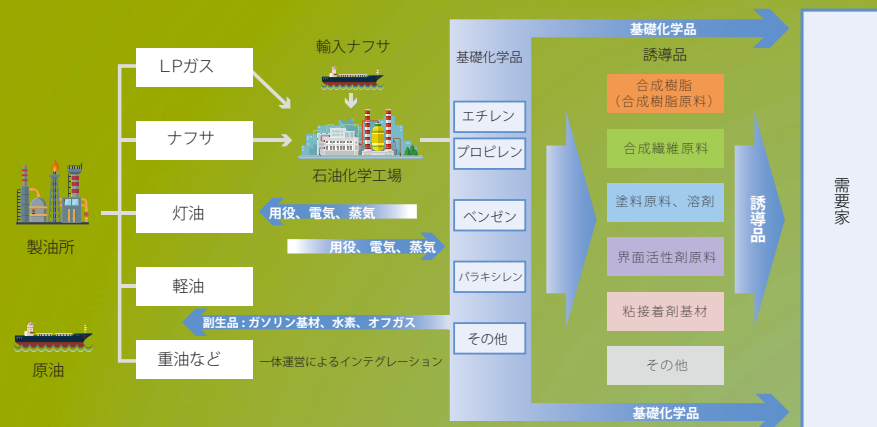 製油所
原油
LPガス
ナフサ
灯油
軽油
重油など
輸入ナフサ
石油化学工場
用役、電気、蒸気
用役、電気、蒸気
副生品：ガソリン基材、水素、オフガス
一体運営によるインテグレーション
基礎化学品
エチレン
プロピレン
ベンゼン
パラキシレン
その他
基礎化学品
誘導品
合成樹脂
（合成樹脂原料）
合成繊維原料
塗料原料、溶剤
界面活性剤原料
粘接着剤基材
その他
基礎化学品
誘導品
需要家